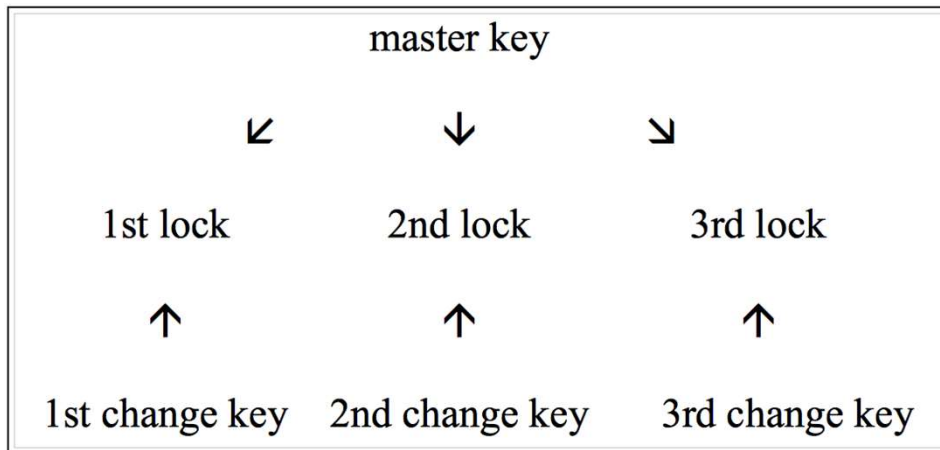 master key
↙ ↓ ↘
1st lock 2nd lock 3rd lock
↑ ↑ ↑
1st change key 2nd change key 3rd change key